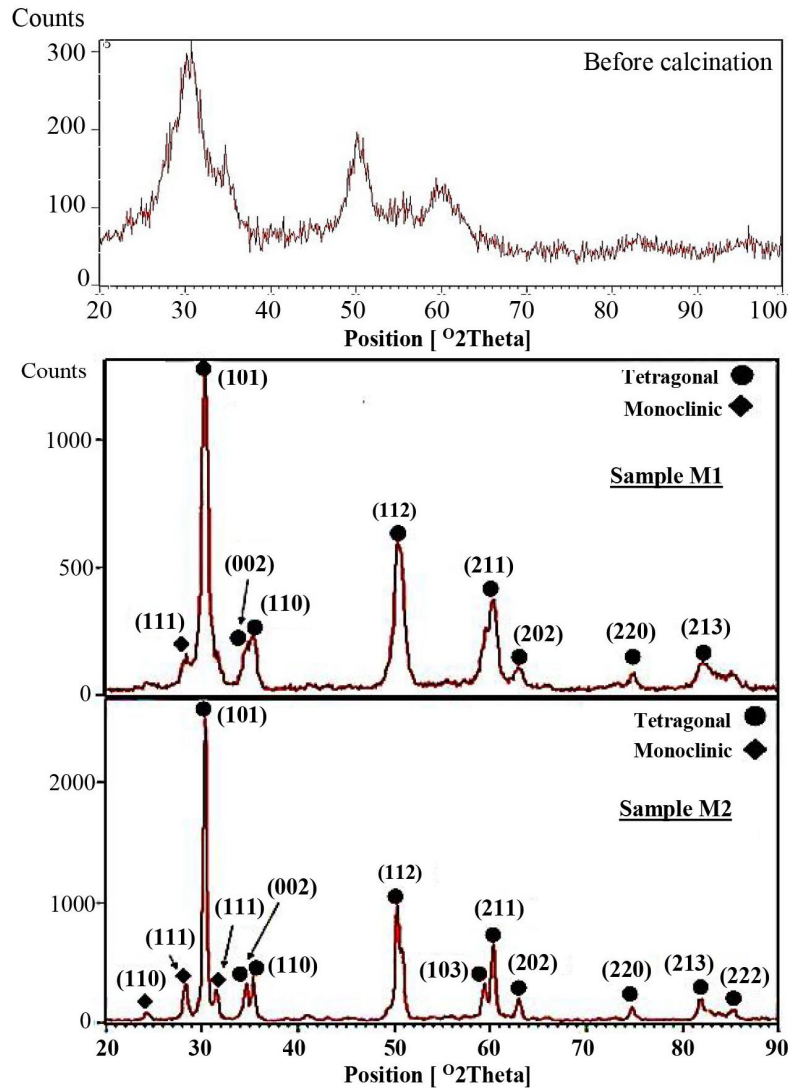 Counts
300
Before calcination
200
100
0
20 30 40 50 60 70 80 90 100
Position [ O2Theta]
Counts
(101)
Tetragonal
Monoclinic
1000
Sample M1
(112)
500
(002)
(211)
(111)
(110)
(202)
(220)
(213)
0
(101)
Tetragonal
Monoclinic
2000
Sample M2
(112)
(002)
1000
(111)
(211)
(111)
(110)
(110)
(103)
(202)
(220)
(213)
(222)
0
20 30 40 50 60 70 80 90
Position [ O2Theta]